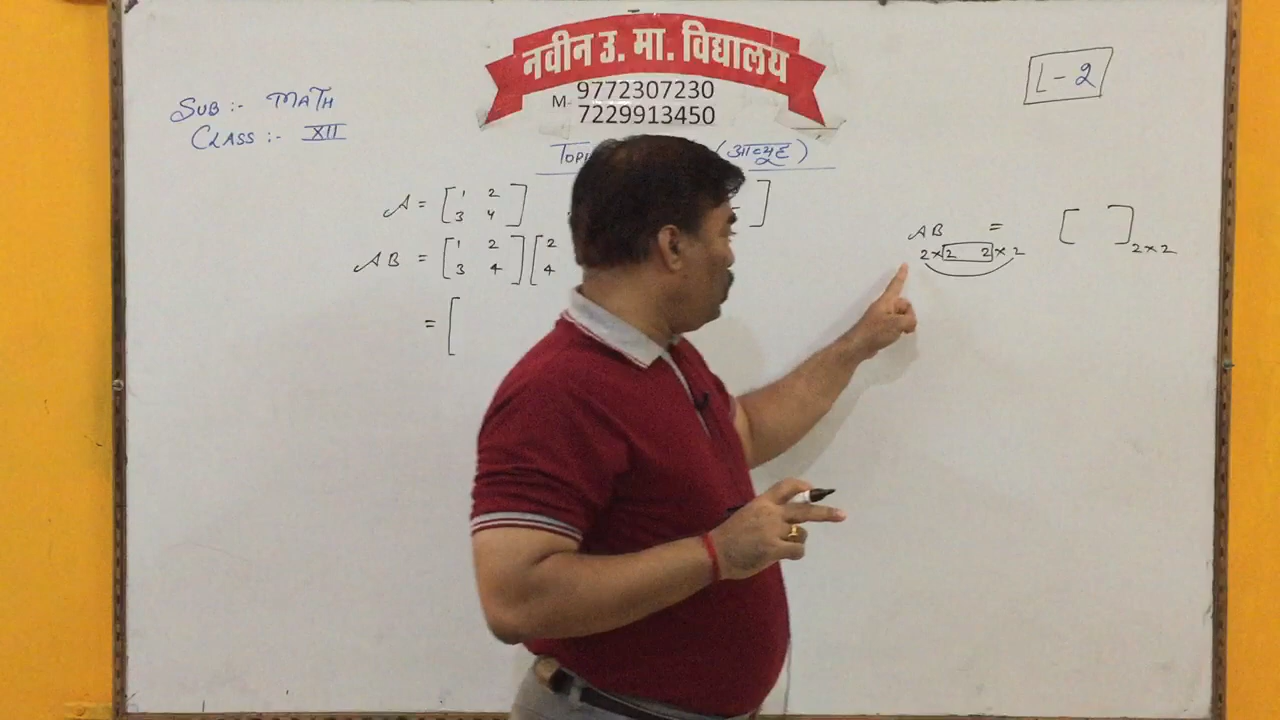 नवीन उ. मा. विद्यालय
M- 9772307230
7229913450
L-2
SUB :- MATH
CLASS :- XII
(आव्यूह)
A = [1 2
3 4]
AB = [1 2
3 4] [2
4
= [
AB = [ ] 2×2
2×2 2×2